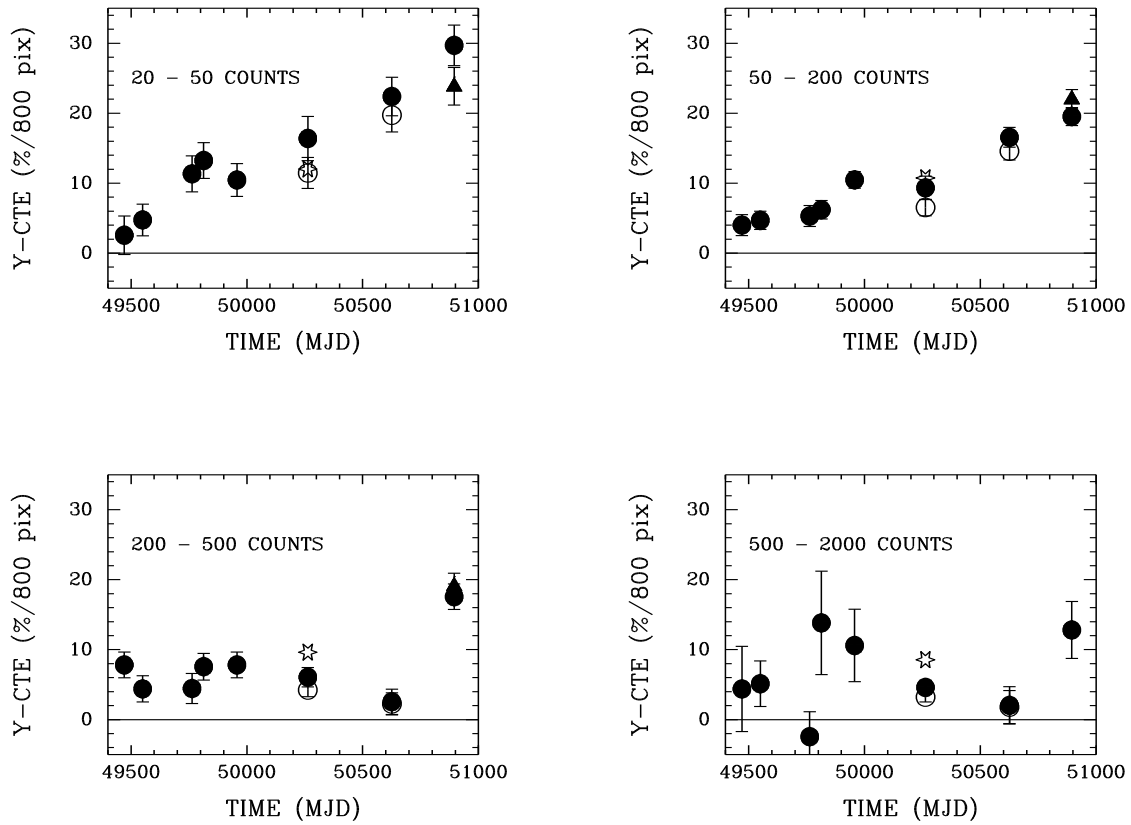 30
20 – 50 COUNTS
20
10
0
Y–CTE (%/800 pix)
49500 50000 50500 51000
TIME (MJD)
30
50 – 200 COUNTS
20
10
0
Y–CTE (%/800 pix)
49500 50000 50500 51000
TIME (MJD)
30
200 – 500 COUNTS
20
10
0
Y–CTE (%/800 pix)
49500 50000 50500 51000
TIME (MJD)
30
500 – 2000 COUNTS
20
10
0
Y–CTE (%/800 pix)
49500 50000 50500 51000
TIME (MJD)